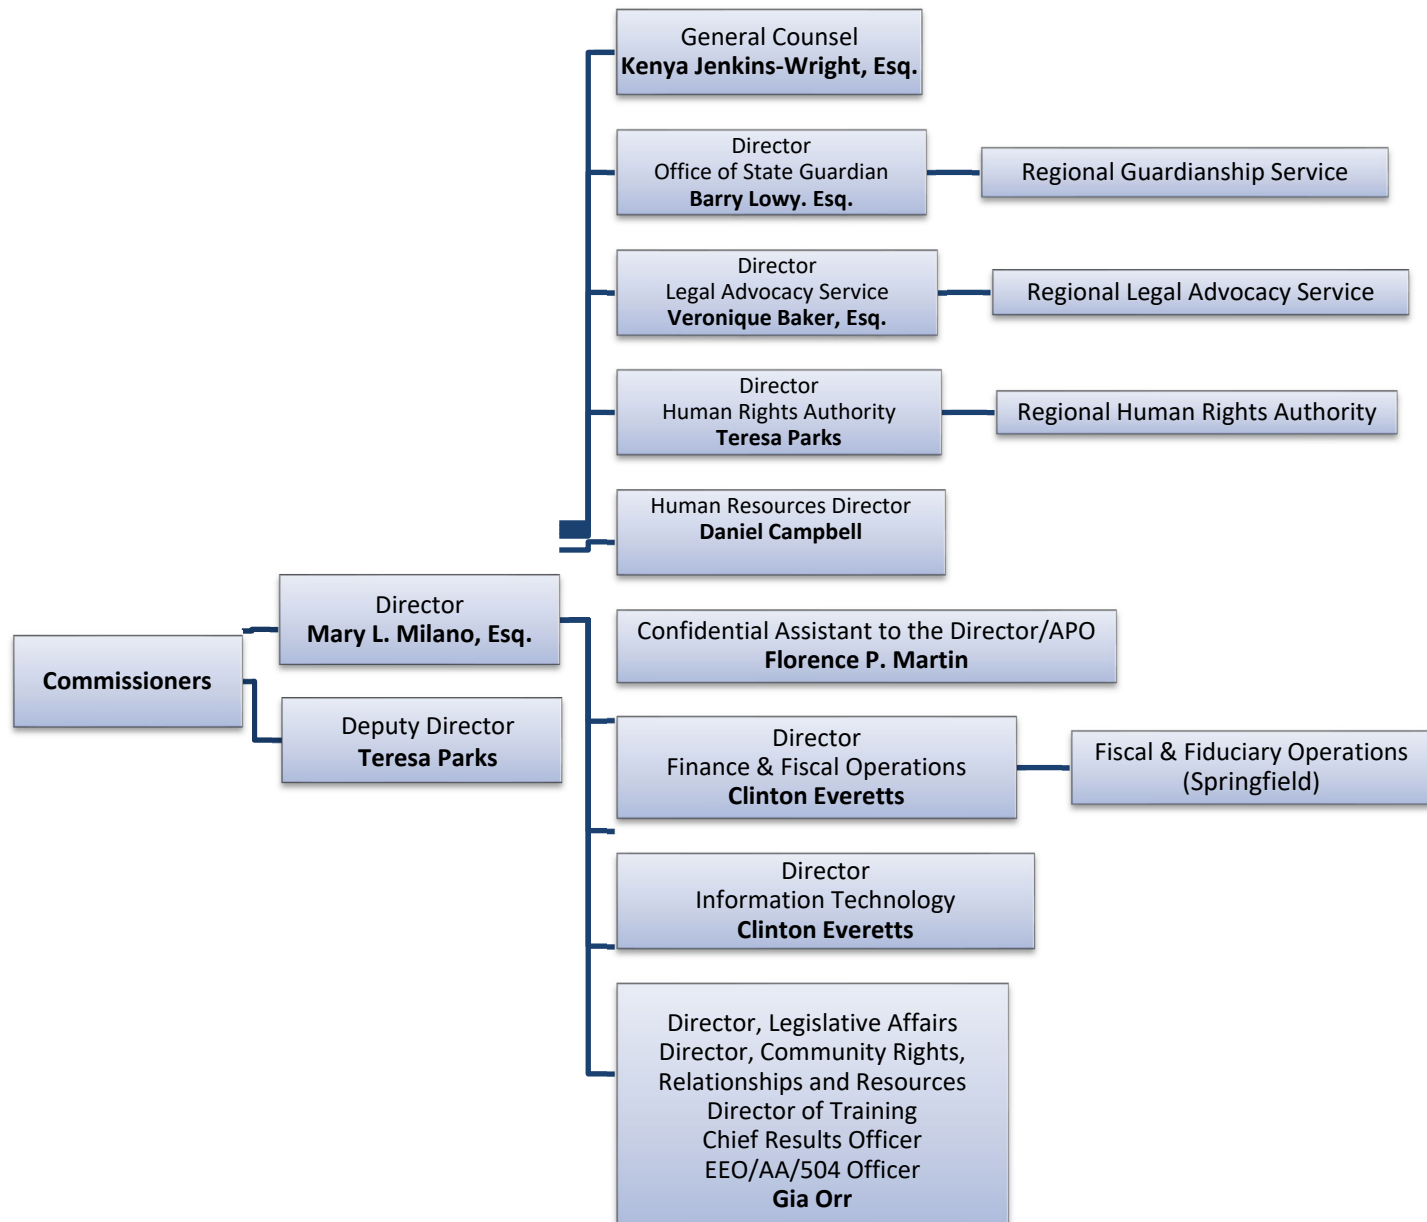 General Counsel
Kenya Jenkins-Wright, Esq.
Director
Office of State Guardian
Barry Lowy. Esq.
Regional Guardianship Service
Director
Legal Advocacy Service
Veronique Baker, Esq.
Regional Legal Advocacy Service
Director
Human Rights Authority
Teresa Parks
Regional Human Rights Authority
Human Resources Director
Daniel Campbell
Commissioners
Director
Mary L. Milano, Esq.
Deputy Director
Teresa Parks
Confidential Assistant to the Director/APO
Florence P. Martin
Director
Finance & Fiscal Operations
Clinton Everetts
Fiscal & Fiduciary Operations
(Springfield)
Director
Information Technology
Clinton Everetts
Director, Legislative Affairs
Director, Community Rights,
Relationships and Resources
Director of Training
Chief Results Officer
EEO/AA/504 Officer
Gia Orr